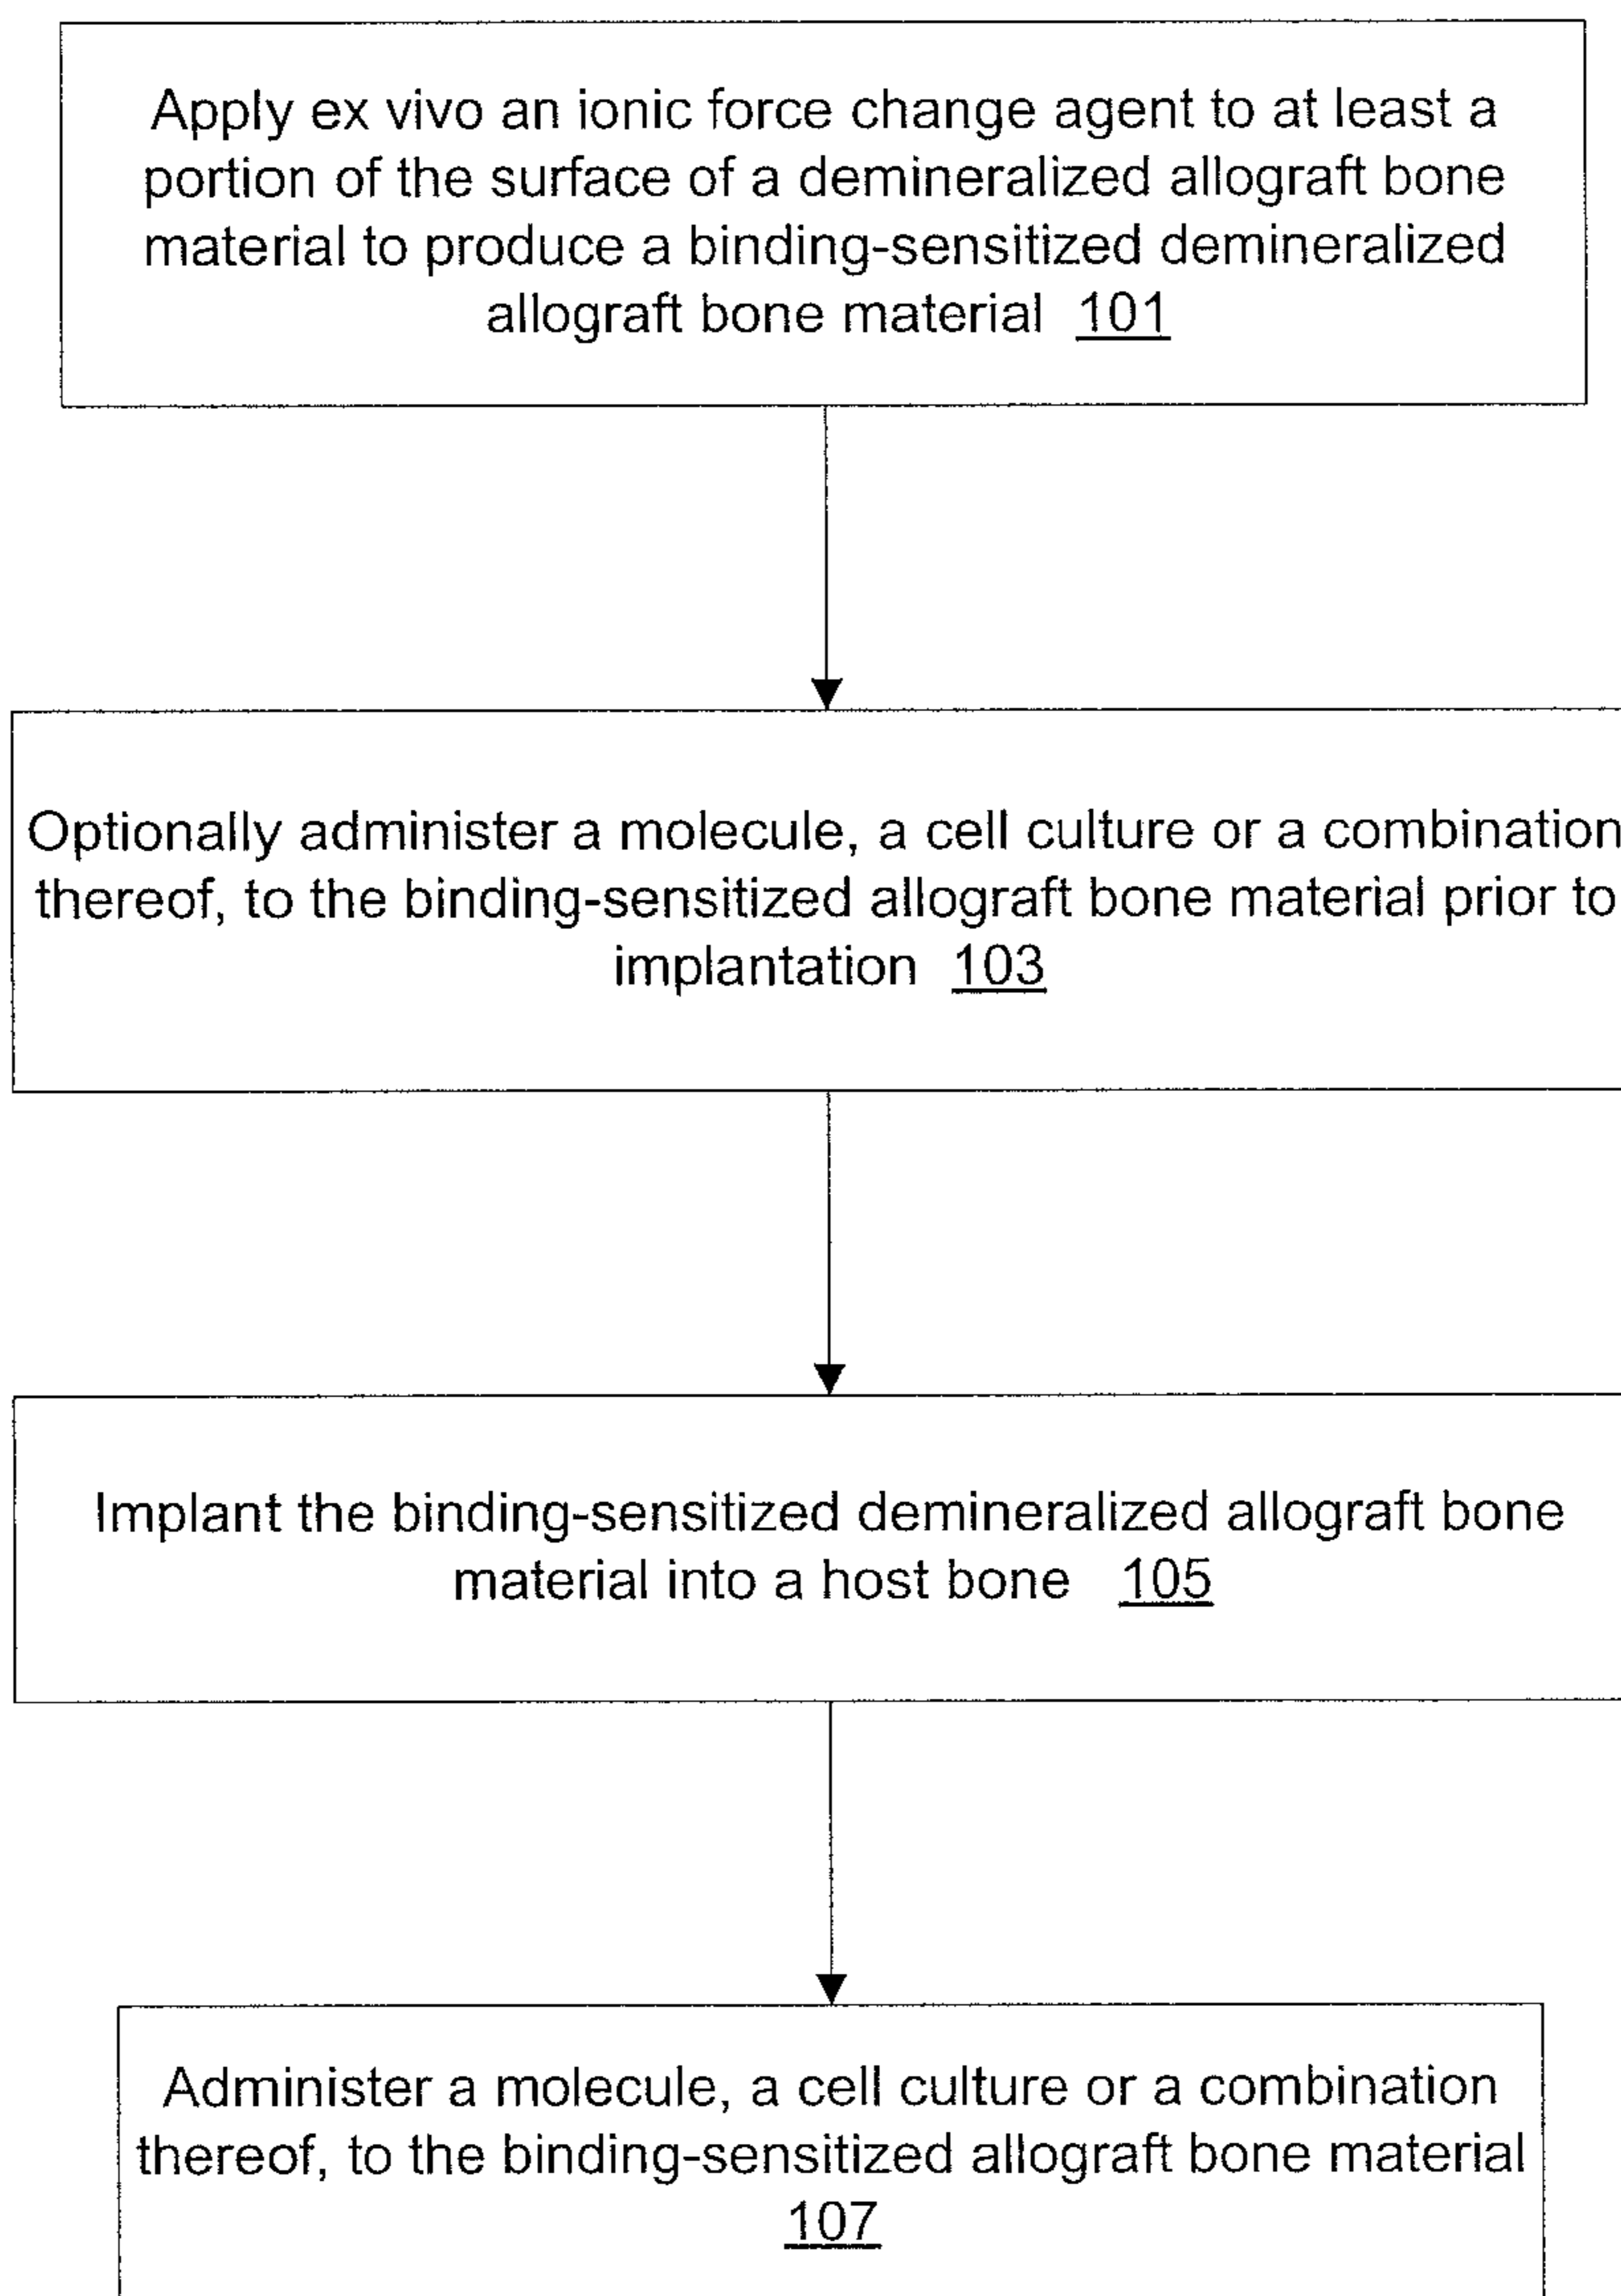 Apply ex vivo an ionic force change agent to at least a
portion of the surface of a demineralized allograft bone
material to produce a binding-sensitized demineralized
allograft bone material 101
Optionally administer a molecule, a cell culture or a combination
thereof, to the binding-sensitized allograft bone material prior to
implantation 103
Implant the binding-sensitized demineralized allograft bone
material into a host bone 105
Administer a molecule, a cell culture or a combination
thereof, to the binding-sensitized allograft bone material
107